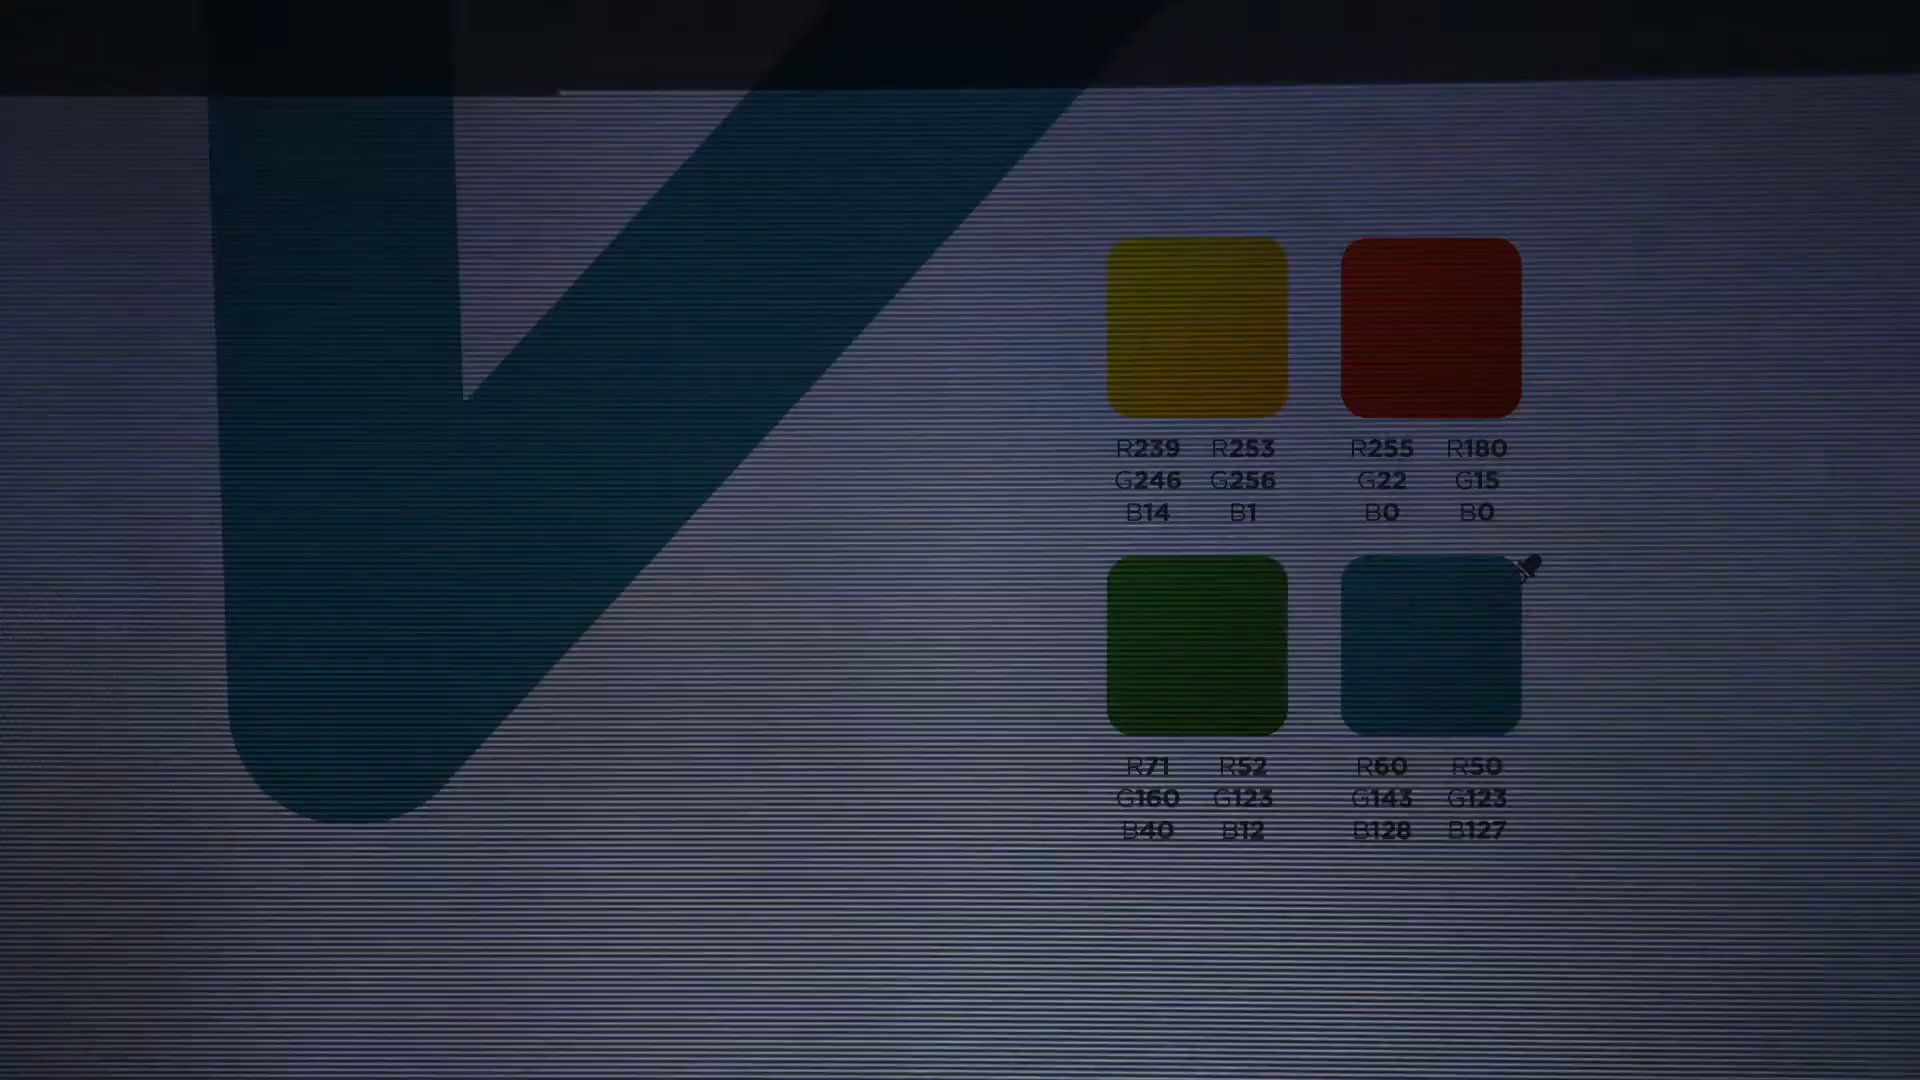 R239 R253
G246 G256
B14 B1
R255 R180
G22 G15
B0 B0
R71 R52
G160 G123
B40 B12
R60 R50
G143 G123
B128 B127